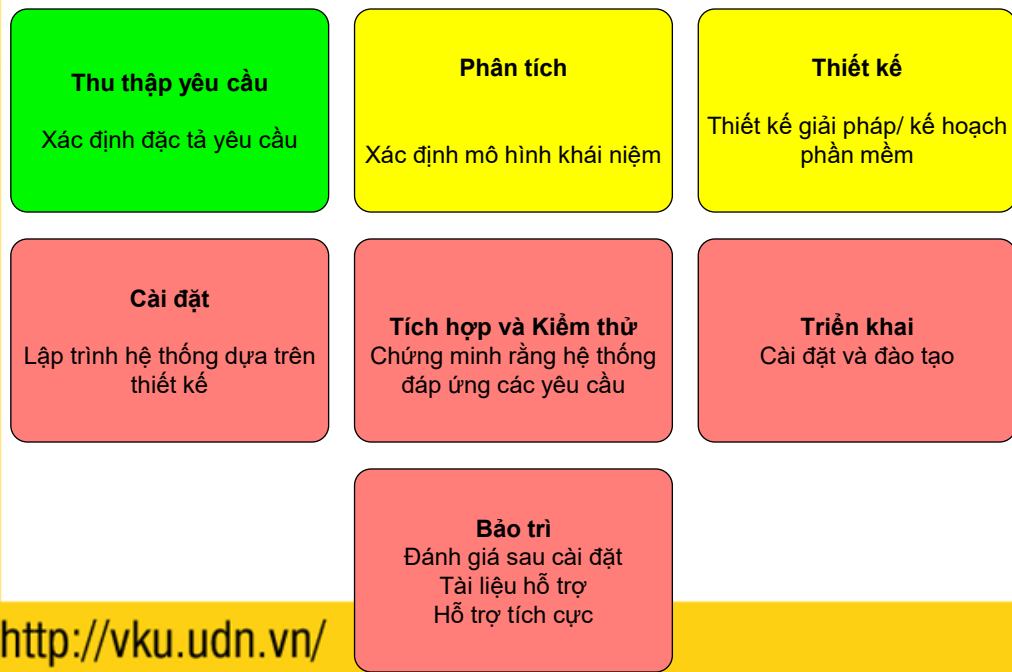 Thu thập yêu cầu
Xác định đặc tả yêu cầu
Phân tích
Xác định mô hình khái niệm
Thiết kế
Thiết kế giải pháp/ kế hoạch
phần mềm
Cài đặt
Lập trình hệ thống dựa trên
thiết kế
Tích hợp và Kiểm thử
Chứng minh rằng hệ thống
đáp ứng các yêu cầu
Triển khai
Cài đặt và đào tạo
Bảo trì
Đánh giá sau cài đặt
Tài liệu hỗ trợ
Hỗ trợ tích cực
http://vku.udn.vn/